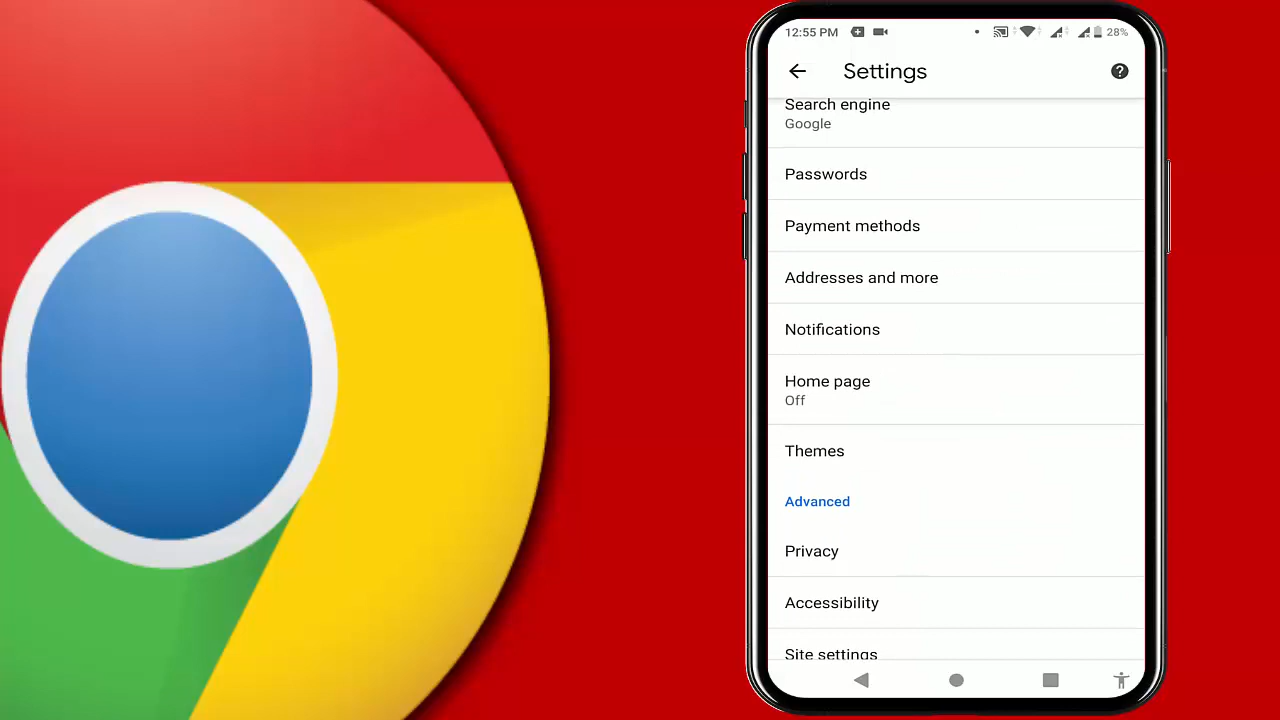 12:55 PM 28%
Settings
Search engine
Google
Passwords
Payment methods
Addresses and more
Notifications
Home page
Off
Themes
Advanced
Privacy
Accessibility
Site settings